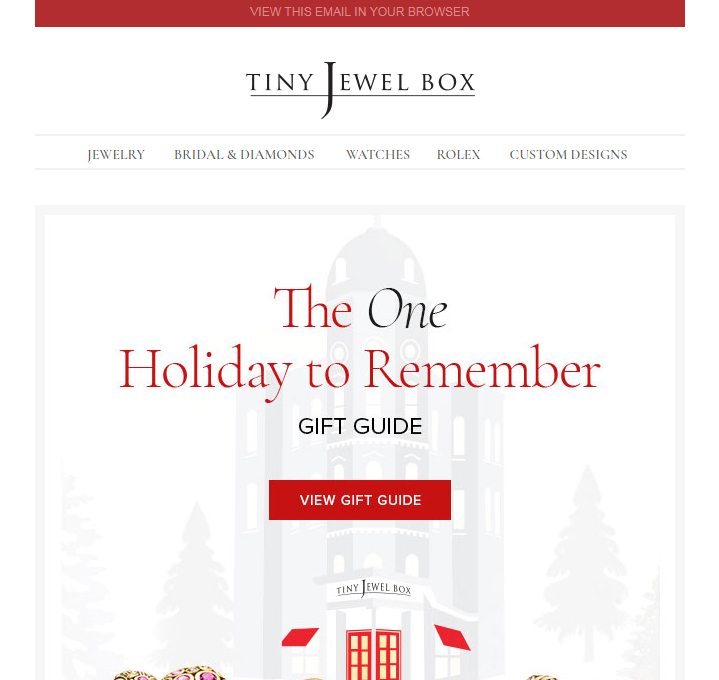 VIEW THIS EMAIL IN YOUR BROWSER
TINY JEWEL BOX
JEWELRY BRIDAL & DIAMONDS WATCHES ROLEX CUSTOM DESIGNS
The One
Holiday to Remember
GIFT GUIDE
VIEW GIFT GUIDE
TINY JEWEL BOX